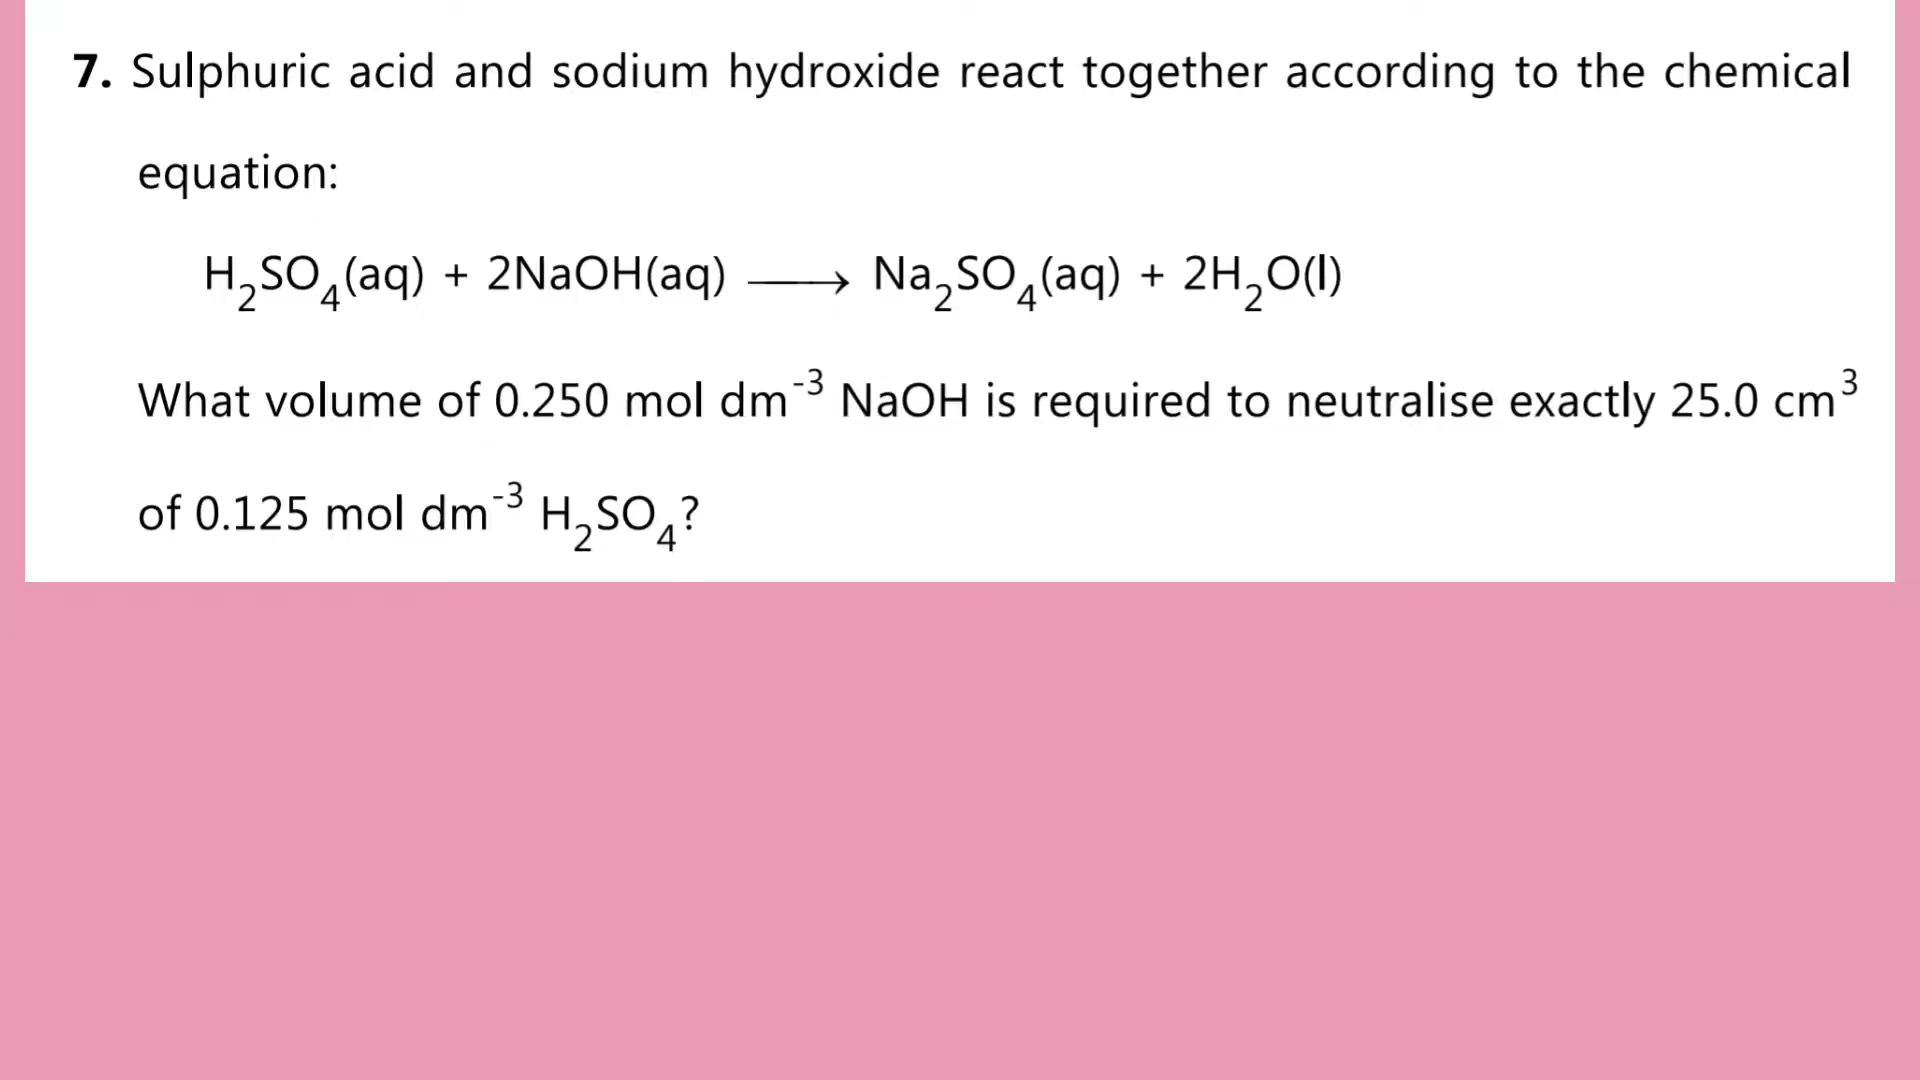 7. Sulphuric acid and sodium hydroxide react together according to the chemical
equation:
H₂SO₄(aq) + 2NaOH(aq) ⟶ Na₂SO₄(aq) + 2H₂O(l)
What volume of 0.250 mol dm⁻³ NaOH is required to neutralise exactly 25.0 cm³
of 0.125 mol dm⁻³ H₂SO₄?